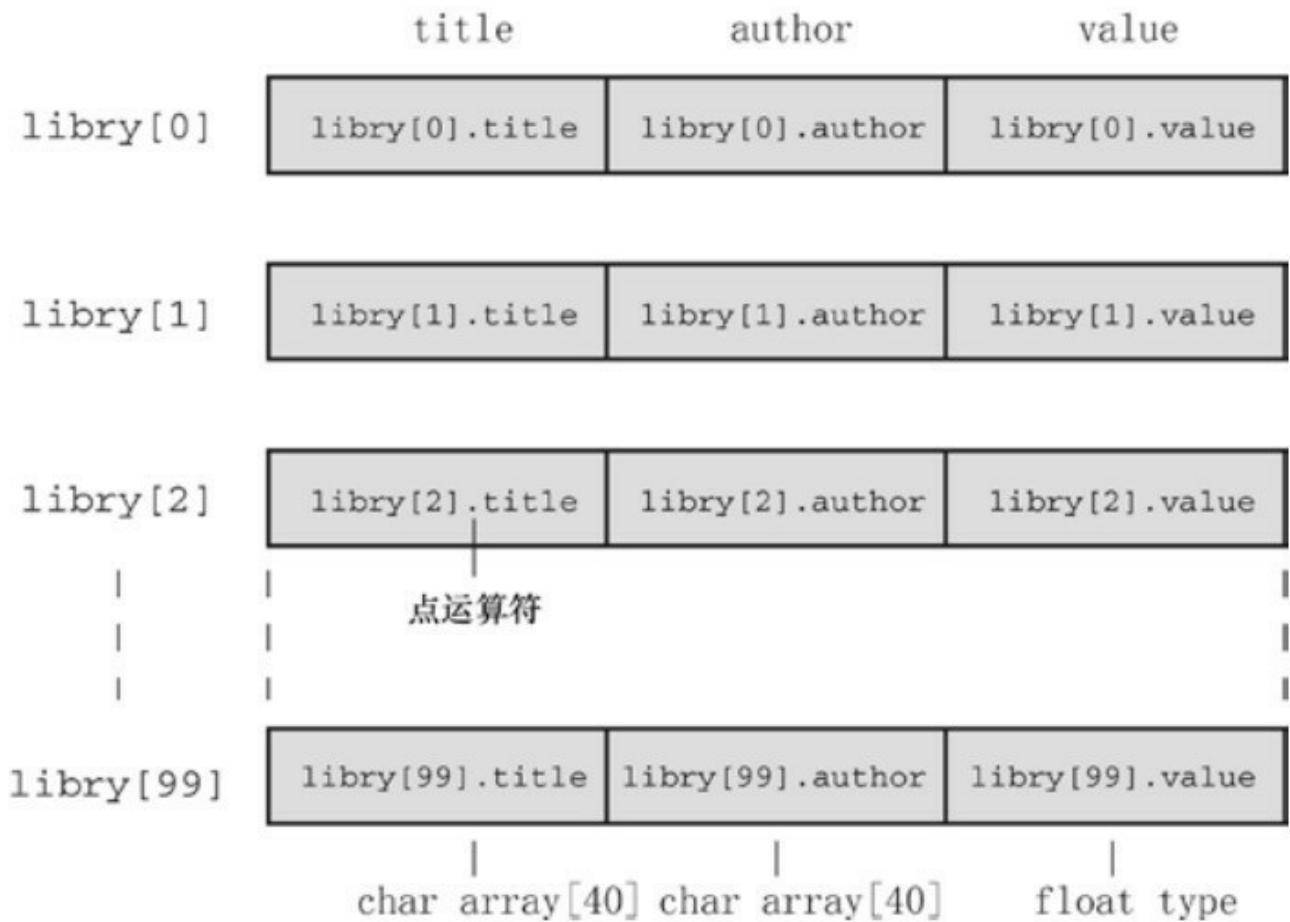 title author value
libry[0] libry[0].title libry[0].author libry[0].value
libry[1] libry[1].title libry[1].author libry[1].value
libry[2] libry[2].title libry[2].author libry[2].value
点运算符
libry[99] libry[99].title libry[99].author libry[99].value
char array[40] char array[40] float type